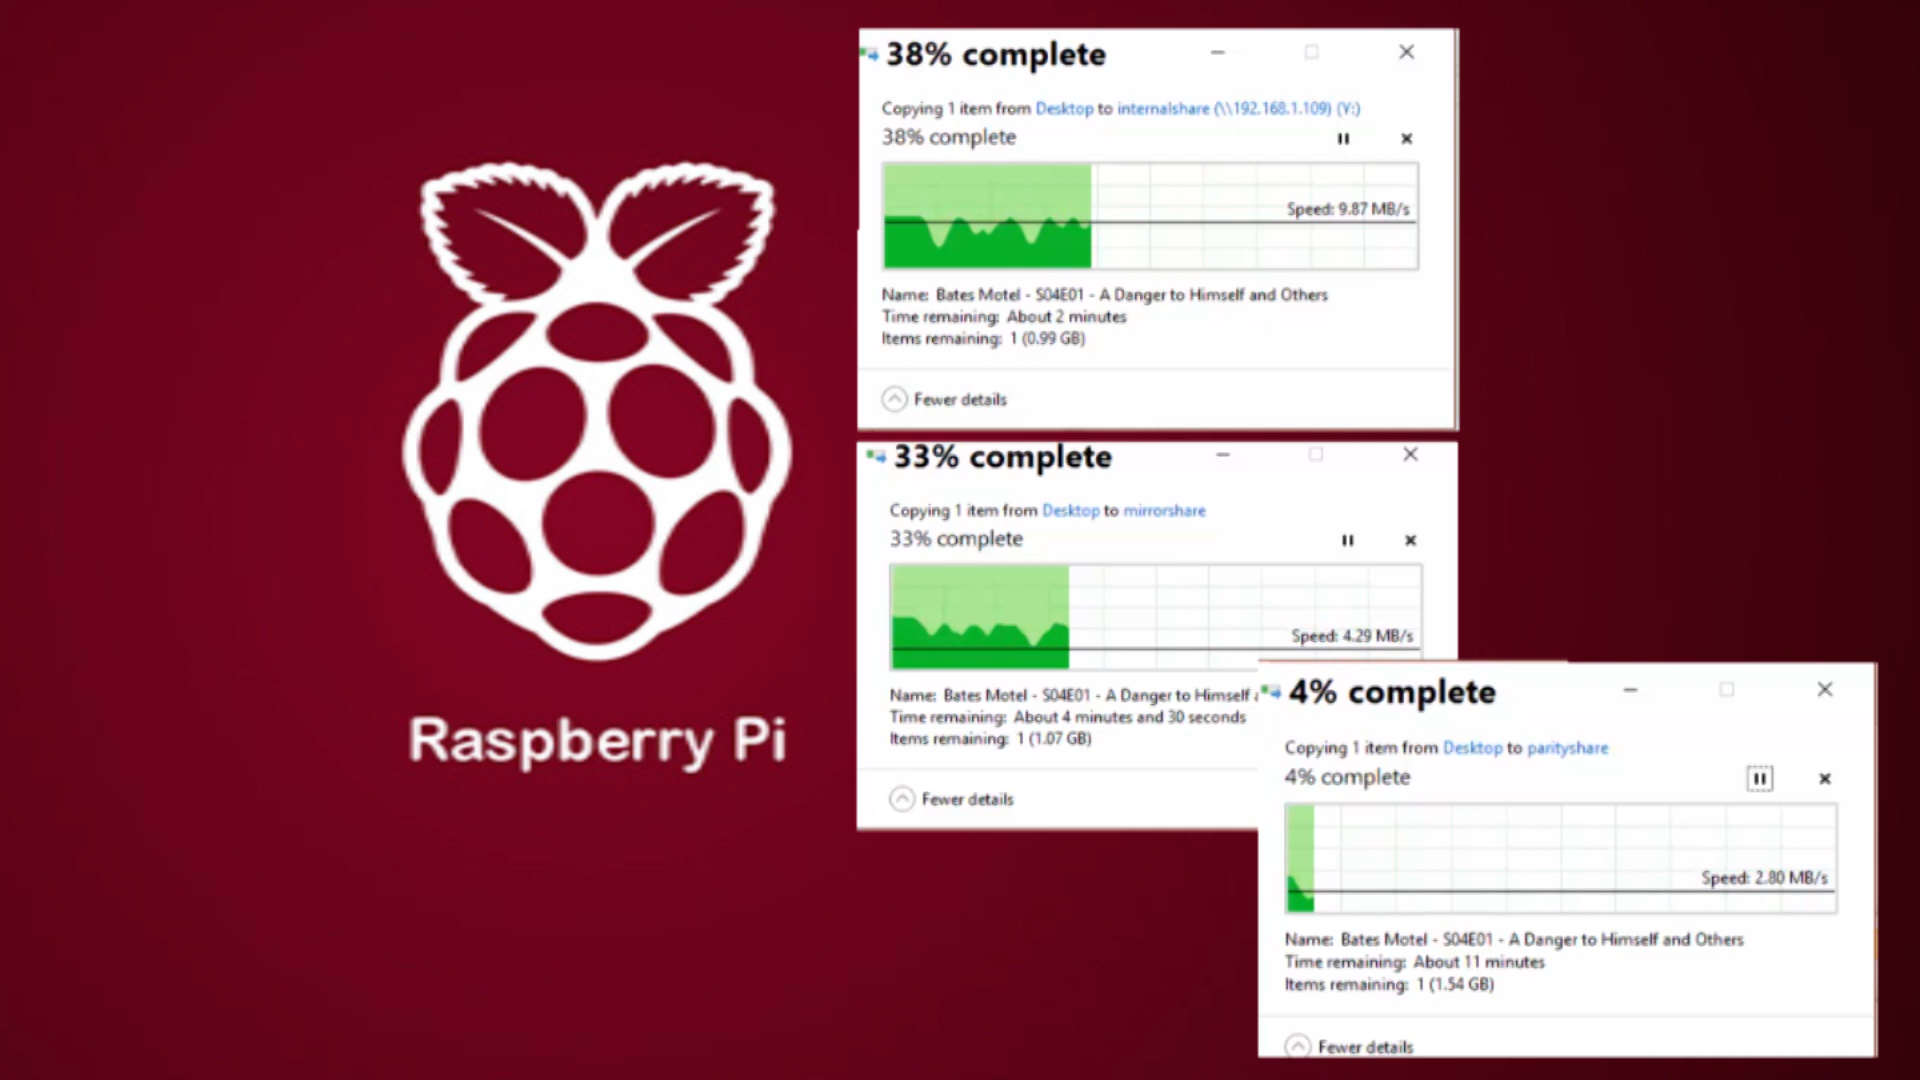 Raspberry Pi
38% complete
Copying 1 item from Desktop to internalshare (\\192.168.1.109) (Y:)
38% complete
Speed: 9.87 MB/s
Name: Bates Motel - S04E01 - A Danger to Himself and Others
Time remaining: About 2 minutes
Items remaining: 1 (0.99 GB)
Fewer details
33% complete
Copying 1 item from Desktop to mirrorshare
33% complete
Speed: 4.29 MB/s
Name: Bates Motel - S04E01 - A Danger to Himself
Time remaining: About 4 minutes and 30 seconds
Items remaining: 1 (1.07 GB)
Fewer details
4% complete
Copying 1 item from Desktop to parityshare
4% complete
Speed: 2.80 MB/s
Name: Bates Motel - S04E01 - A Danger to Himself and Others
Time remaining: About 11 minutes
Items remaining: 1 (1.54 GB)
Fewer details